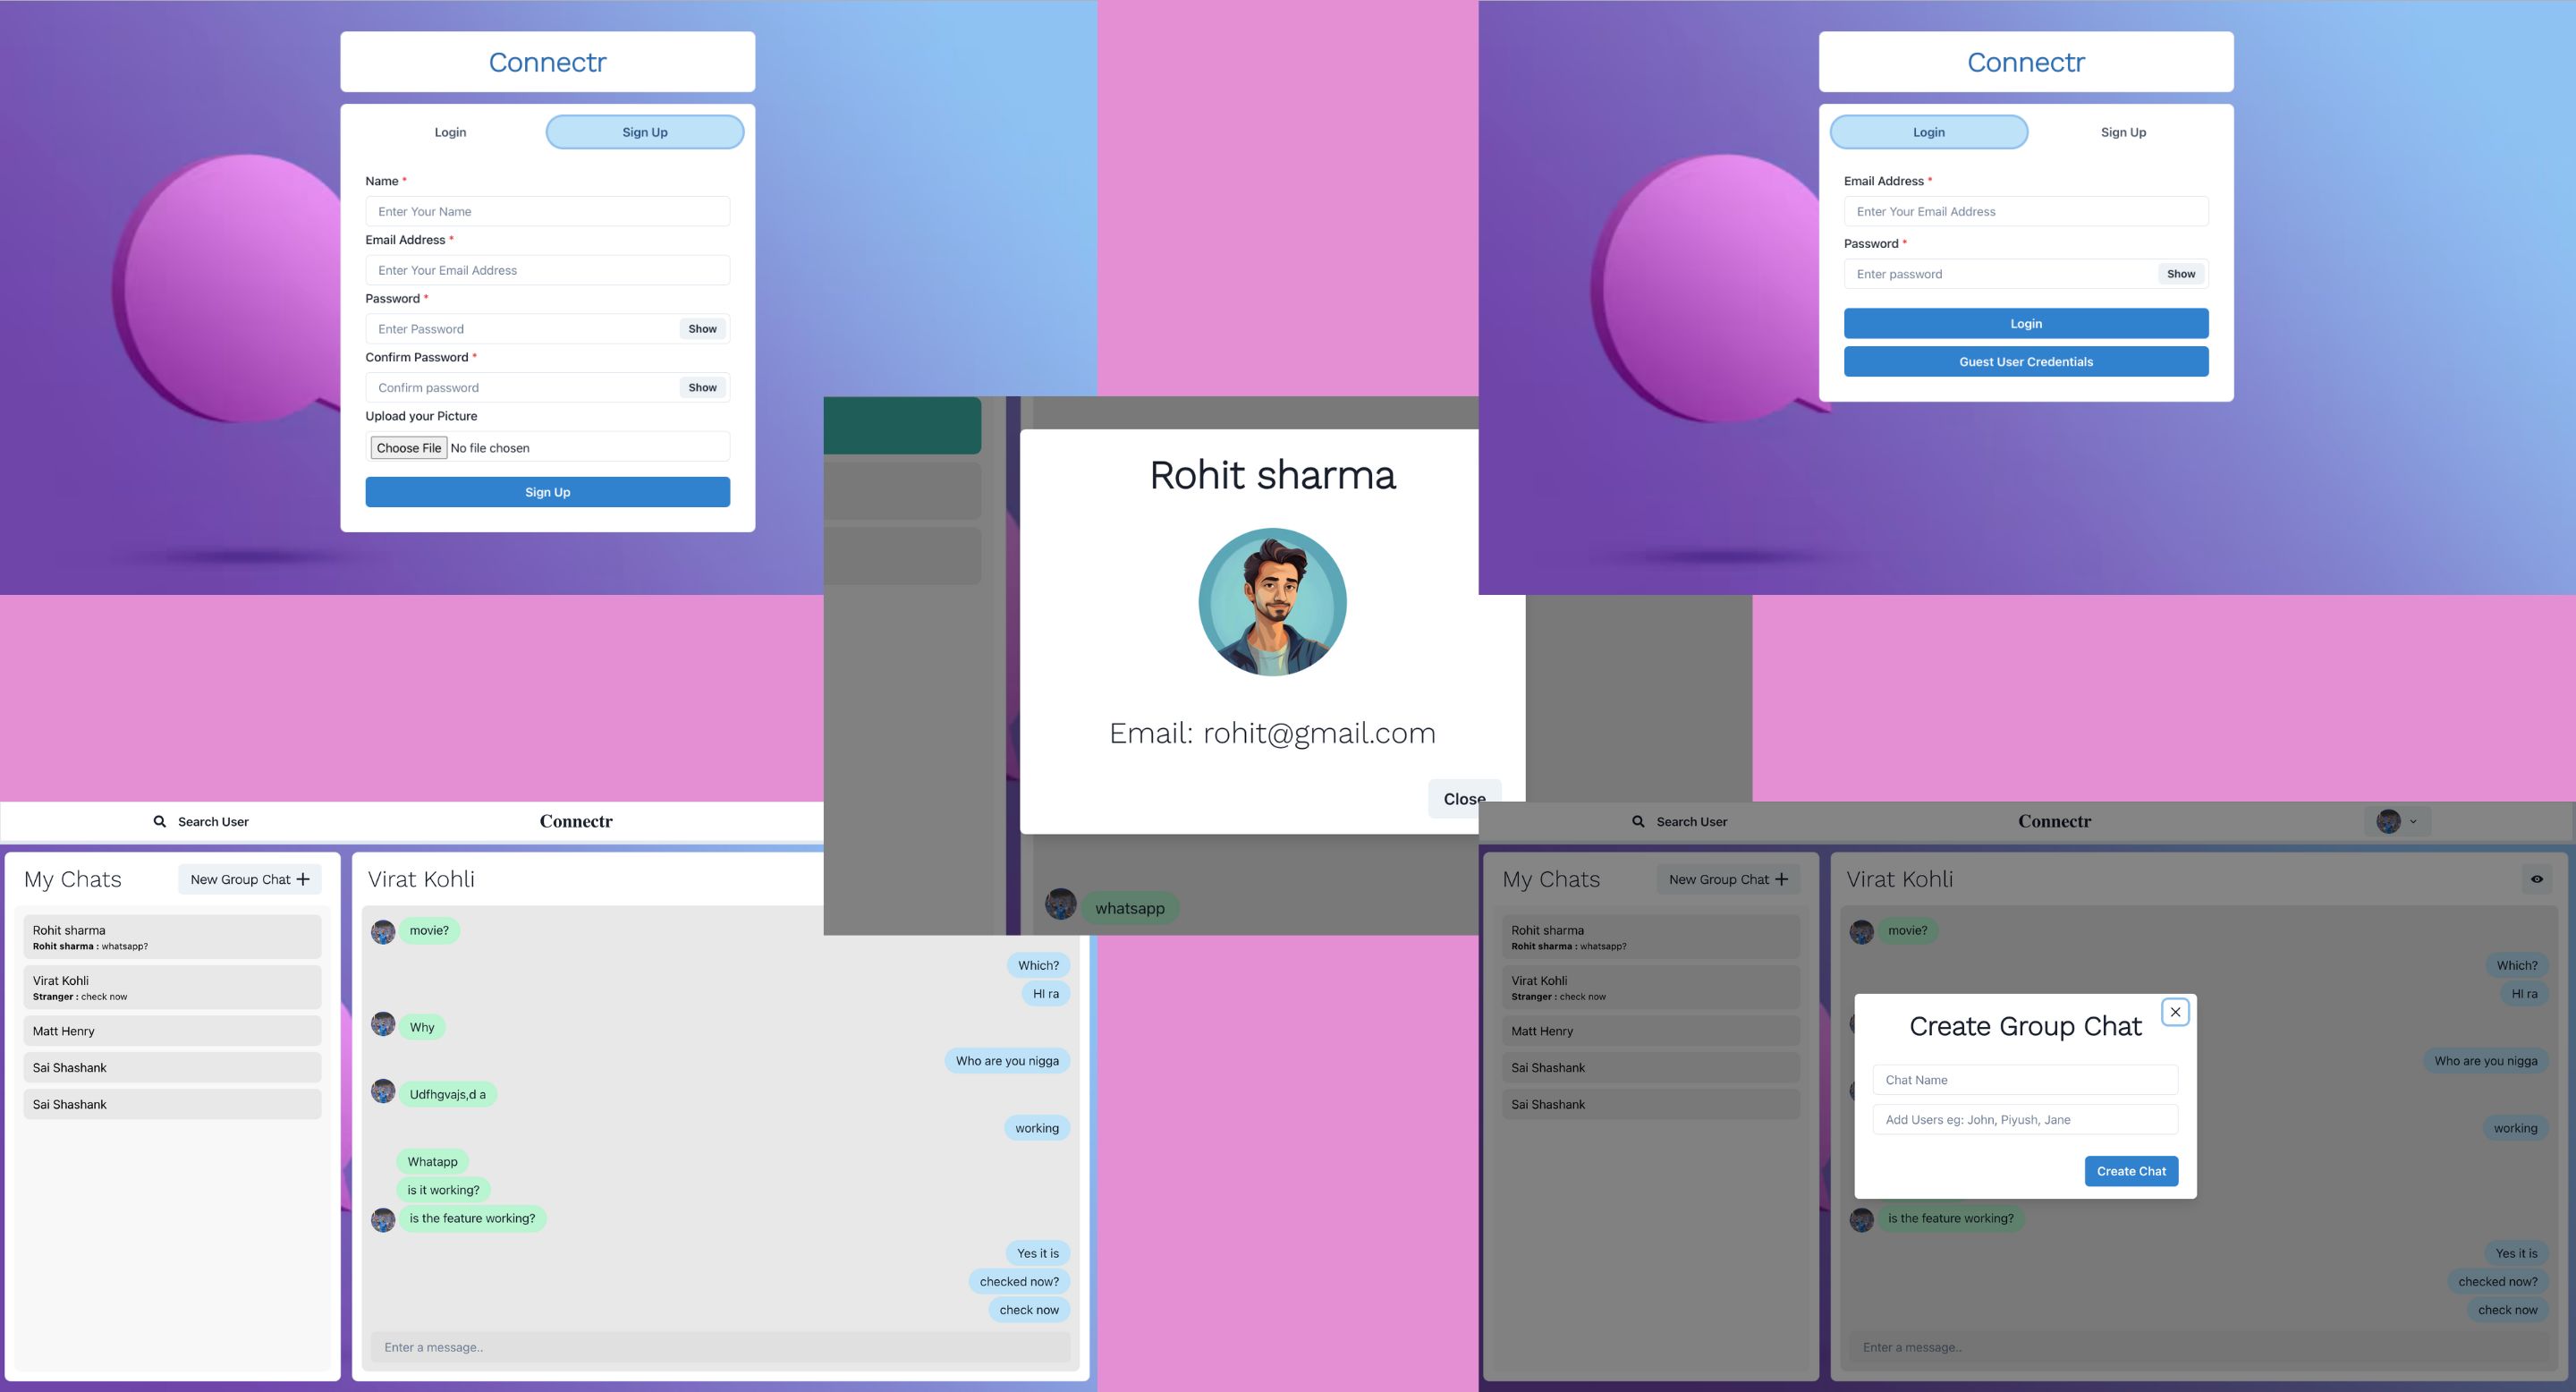 Connectr
Login
Sign Up
Name *
Enter Your Name
Email Address *
Enter Your Email Address
Password *
Enter Password
Show
Confirm Password *
Confirm password
Show
Upload your Picture
Choose File No file chosen
Sign Up
Connectr
Login
Sign Up
Email Address *
Enter Your Email Address
Password *
Enter password
Show
Login
Guest User Credentials
Rohit sharma
Email: rohit@gmail.com
Close
whatsapp
Search User
Connectr
My Chats
New Group Chat +
Rohit sharma
Rohit sharma : whatsapp?
Virat Kohli
Stranger : check now
Matt Henry
Sai Shashank
Sai Shashank
Virat Kohli
movie?
Which?
HI ra
Why
Who are you nigga
Udfhgvajs,d a
working
Whatapp
is it working?
is the feature working?
Yes it is
checked now?
check now
Enter a message..
Search User
Connectr
My Chats
New Group Chat +
Rohit sharma
Rohit sharma : whatsapp?
Virat Kohli
Stranger : check now
Matt Henry
Sai Shashank
Sai Shashank
Virat Kohli
movie?
Which?
HI ra
Who are you nigga
working
Create Group Chat
Chat Name
Add Users eg: John, Piyush, Jane
Create Chat
is the feature working?
Yes it is
checked now?
check now
Enter a message..